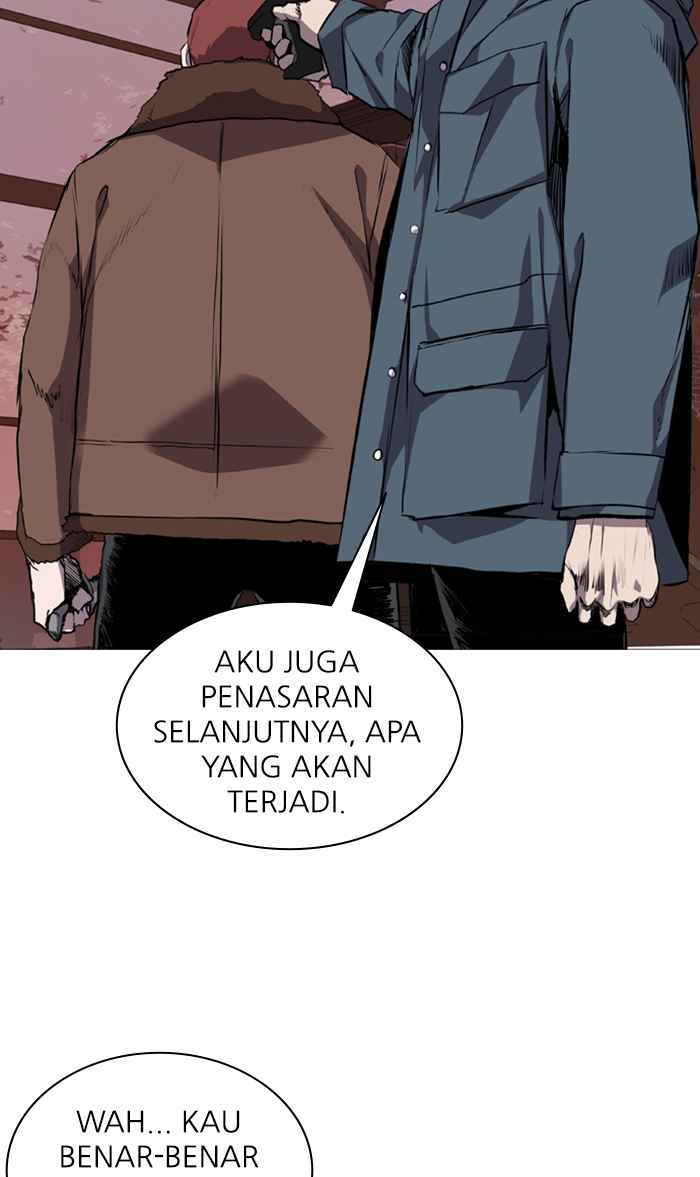 AKU JUGA
PENASARAN
SELANJUTNYA, APA
YANG AKAN
TERJADI.
WAH... KAU
BENAR-BENAR